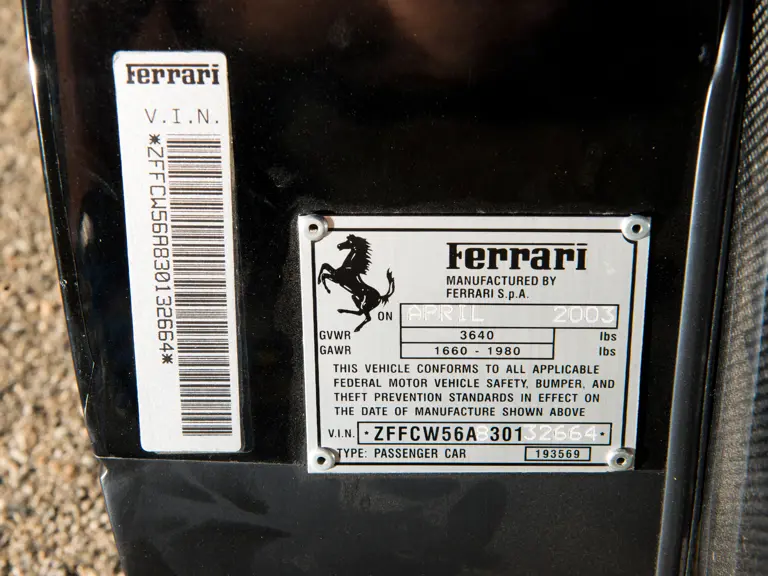 Ferrari
V.I.N.
*ZFFCW56A830132664*
Ferrari
MANUFACTURED BY
FERRARI S.p.A.
ON APRIL 2003
GVWR 3640 lbs
GAWR 1660 - 1980 lbs
THIS VEHICLE CONFORMS TO ALL APPLICABLE
FEDERAL MOTOR VEHICLE SAFETY, BUMPER, AND
THEFT PREVENTION STANDARDS IN EFFECT ON
THE DATE OF MANUFACTURE SHOWN ABOVE
V.I.N. *ZFFCW56A830132664*
TYPE: PASSENGER CAR 193569